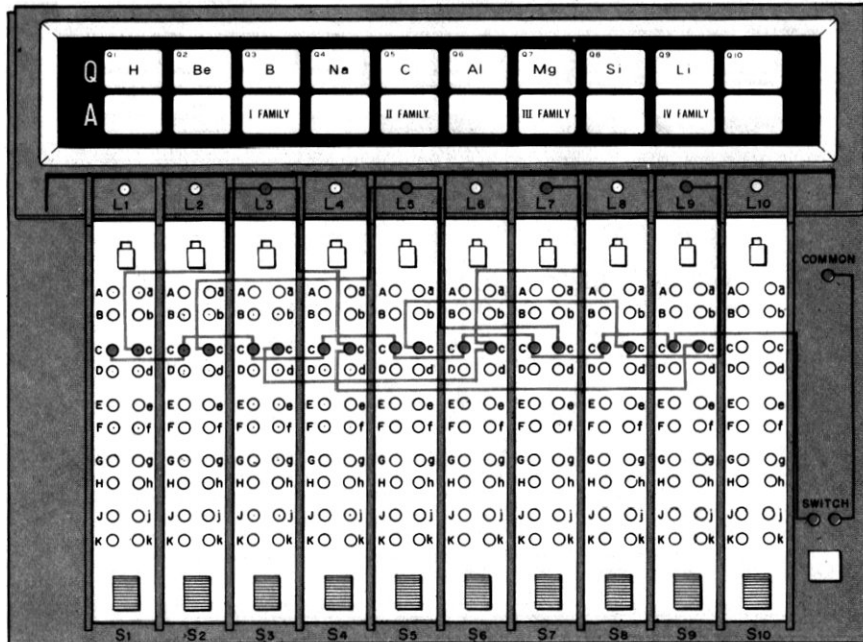 Q Q1 H Q2 Be Q3 B Q4 Na Q5 C Q6 Al Q7 Mg Q8 Si Q9 Li Q10
A I FAMILY II FAMILY III FAMILY IV FAMILY
L1 L2 L3 L4 L5 L6 L7 L8 L9 L10
COMMON
A a A a A a A a A a A a A a A a A a A a
B b B b B b B b B b B b B b B b B b B b
C c C c C c C c C c C c C c C c C c C c
D d D d D d D d D d D d D d D d D d D d
E e E e E e E e E e E e E e E e E e E e
F f F f F f F f F f F f F f F f F f F f
G g G g G g G g G g G g G g G g G g G g
H h H h H h H h H h H h H h H h H h H h
SWITCH
J j J j J j J j J j J j J j J j J j J j
K k K k K k K k K k K k K k K k K k K k
S1 S2 S3 S4 S5 S6 S7 S8 S9 S10